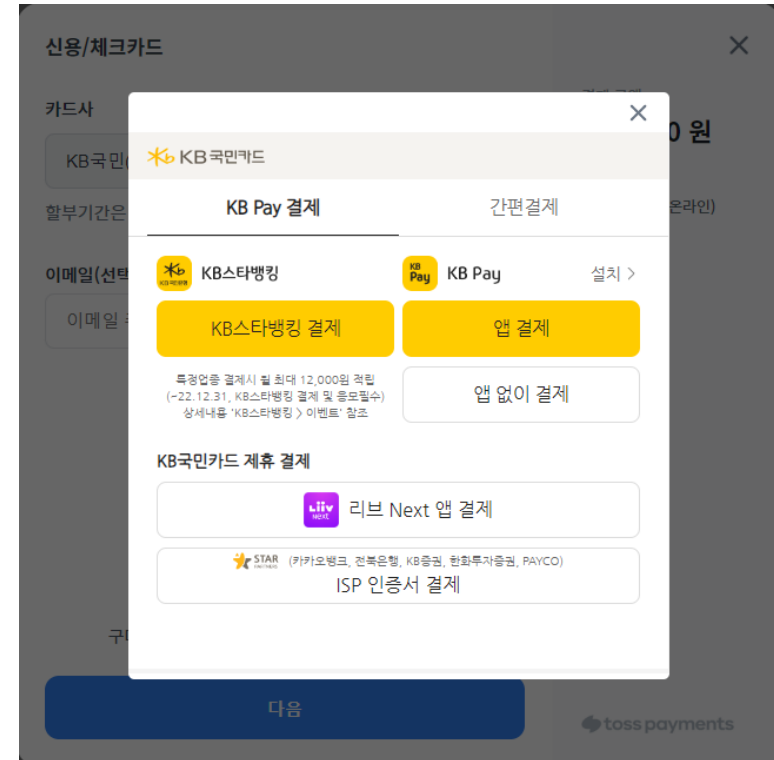 신용/체크카드
카드사
KB국민
할부기간은
0 원
온라인)
이메일(선택
이메일
KB국민카드
KB Pay 결제
간편결제
KB스타뱅킹
KB Pay
KB Pay
설치 >
KB스타뱅킹 결제
앱 결제
특정업종 결제시 월 최대 12,000원 적립
(~22.12.31, KB스타뱅킹 결제 및 응모필수)
상세내용 'KB스타뱅킹 > 이벤트' 참조
앱 없이 결제
KB국민카드 제휴 결제
Liiv Next
리브 Next 앱 결제
STAR (카카오뱅크, 전북은행, KB증권, 한화투자증권, PAYCO)
ISP 인증서 결제
다음
toss payments